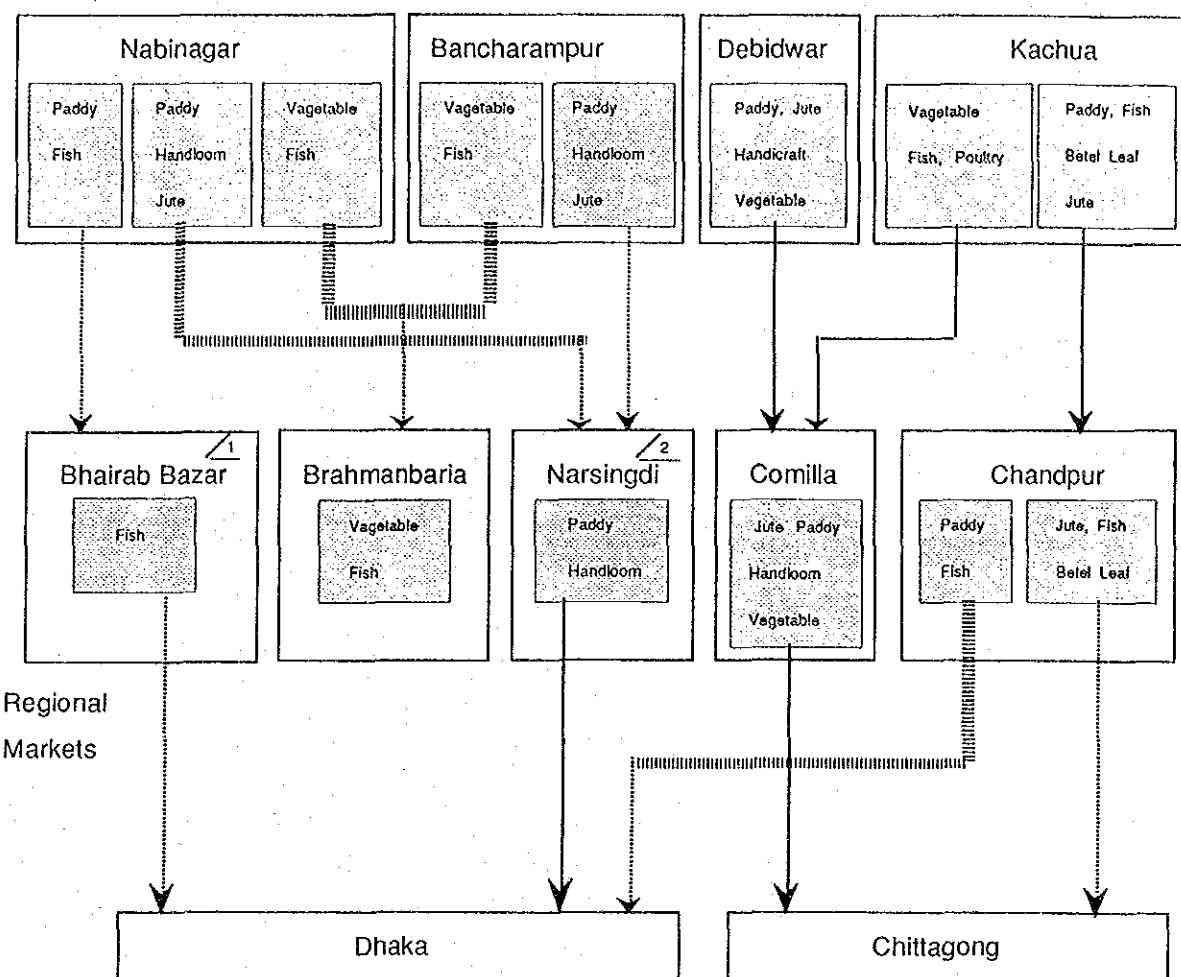 Nabinagar
Paddy
Fish
Paddy
Handloom
Jute
Vagetable
Fish
Bancharampur
Vagetable
Fish
Paddy
Handloom
Jute
Debidwar
Paddy, Jute
Handicraft
Vegetable
Kachua
Vagetable
Fish, Poultry
Paddy, Fish
Betel Leaf
Jute
/1
Bhairab Bazar
Fish
Brahmanbaria
Vagetable
Fish
/2
Narsingdi
Paddy
Handloom
Comilla
Jute Paddy
Handloom
Vegetable
Chandpur
Paddy
Fish
Jute, Fish
Betel Leaf
Regional
Markets
Dhaka
Chittagong